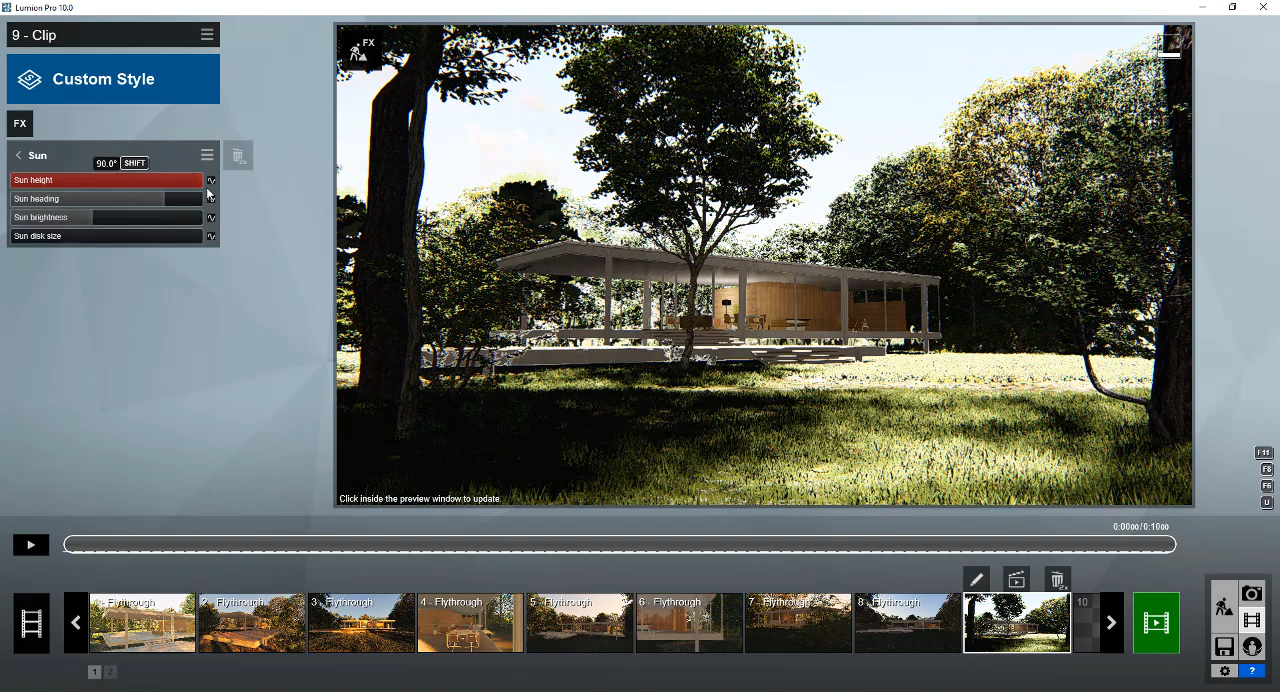 Lumion Pro 10.0
9 - Clip
Custom Style
FX
Sun
90.0° SHIFT
Sun height
Sun heading
Sun brightness
Sun disk size
FX
Click inside the preview window to update.
F11
F8
F6
U
0:0000/0:1000
1 - Flythrough
2 - Flythrough
3 - Flythrough
4 - Flythrough
5 - Flythrough
6 - Flythrough
7 - Flythrough
8 - Flythrough
10
1 2
?